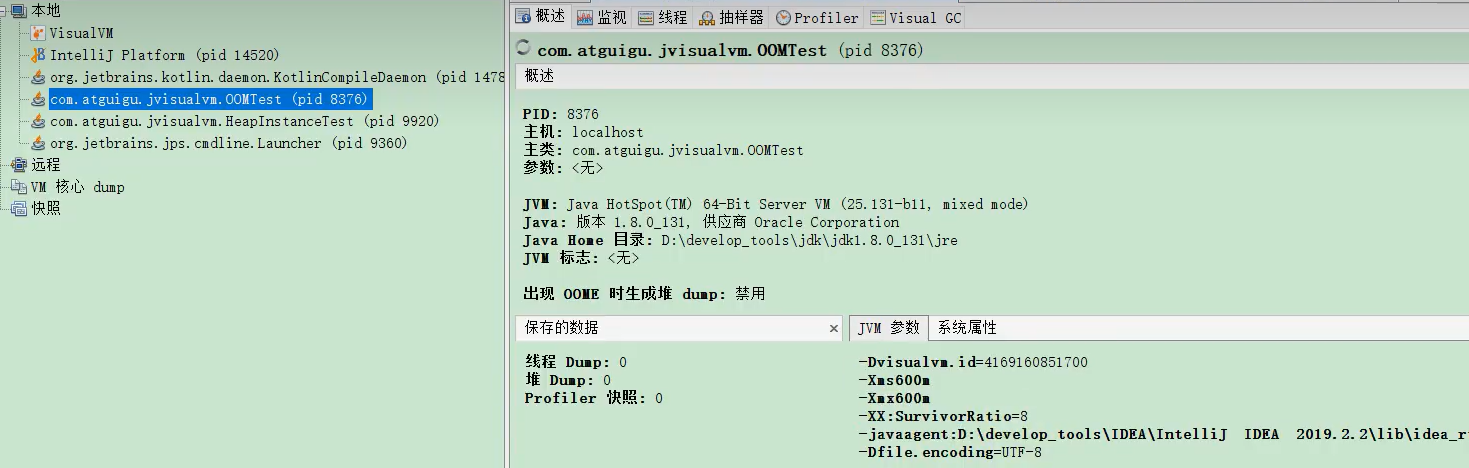 本地
VisualVM
IntelliJ Platform (pid 14520)
org.jetbrains.kotlin.daemon.KotlinCompileDaemon (pid 1478
com.atguigu.jvisualvm.OOMTest (pid 8376)
com.atguigu.jvisualvm.HeapInstanceTest (pid 9920)
org.jetbrains.jps.cmdline.Launcher (pid 9360)
远程
VM 核心 dump
快照
概述 监视 线程 抽样器 Profiler Visual GC
com.atguigu.jvisualvm.OOMTest (pid 8376)
概述
PID: 8376
主机: localhost
主类: com.atguigu.jvisualvm.OOMTest
参数: <无>
JVM: Java HotSpot(TM) 64-Bit Server VM (25.131-b11, mixed mode)
Java: 版本 1.8.0_131, 供应商 Oracle Corporation
Java Home 目录: D:\develop_tools\jdk\jdk1.8.0_131\jre
JVM 标志: <无>
出现 OOME 时生成堆 dump: 禁用
保存的数据
线程 Dump: 0
堆 Dump: 0
Profiler 快照: 0
JVM 参数 系统属性
-Dvisualvm.id=4169160851700
-Xms600m
-Xmx600m
-XX:SurvivorRatio=8
-javaagent:D:\develop_tools\IDEA\IntelliJ IDEA 2019.2.2\lib\idea_r
-Dfile.encoding=UTF-8